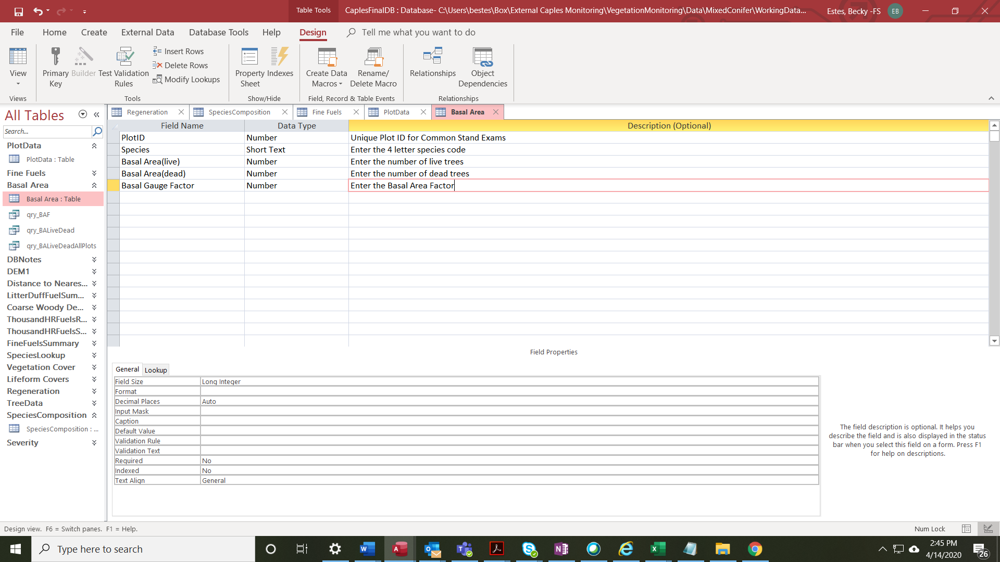 Table Tools
CaplesFinalDB : Database- C:\Users\bestes\Box\External Caples Monitoring\VegetationMonitoring\Data\MixedConifer\WorkingData...
Estes, Becky -FS
EB
File Home Create External Data Database Tools Help Design Tell me what you want to do
View
Primary Key
Builder
Test Validation Rules
Insert Rows
Delete Rows
Modify Lookups
Property Sheet
Indexes
Create Data Macros
Rename/ Delete Macro
Relationships
Object Dependencies
Views Tools Show/Hide Field, Record & Table Events Relationships
All Tables
Search...
PlotData
PlotData : Table
Fine Fuels
Basal Area
Basal Area : Table
qry_BAF
qry_BALiveDead
qry_BALiveDeadAllPlots
DBNotes
DEM1
Distance to Neares...
LitterDuffFuelSum...
Coarse Woody De...
ThousandHRFuelsR...
ThousandHRFuelsS...
FineFuelsSummary
SpeciesLookup
Vegetation Cover
Lifeform Covers
Regeneration
TreeData
SpeciesComposition
SpeciesComposition : ...
Severity
Regeneration SpeciesComposition Fine Fuels PlotData Basal Area
Field Name Data Type Description (Optional)
PlotID Number Unique Plot ID for Common Stand Exams
Species Short Text Enter the 4 letter species code
Basal Area(live) Number Enter the number of live trees
Basal Area(dead) Number Enter the number of dead trees
Basal Gauge Factor Number Enter the Basal Area Factor
Field Properties
General Lookup
Field Size Long Integer
Format
Decimal Places Auto
Input Mask
Caption
Default Value
Validation Rule
Validation Text
Required No
Indexed No
Text Align General
The field description is optional. It helps you
describe the field and is also displayed in the status
bar when you select this field on a form. Press F1
for help on descriptions.
Design view. F6 = Switch panes. F1 = Help.
Num Lock
Type here to search
2:45 PM
4/14/2020
26